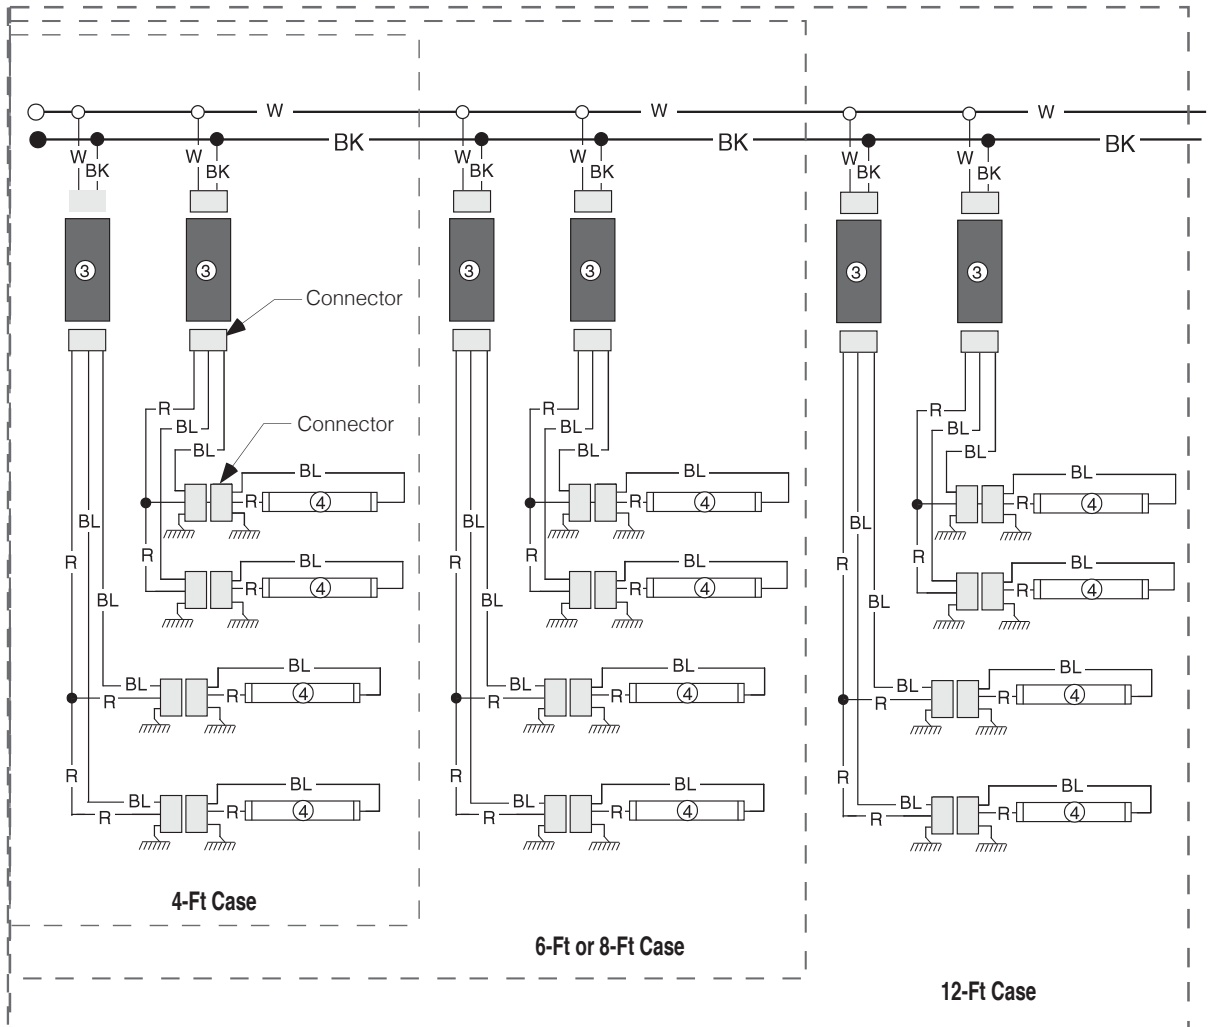 W W W
BK BK BK
W BK W BK W BK W BK W BK W BK
3 3 3 3 3 3
Connector
R R R
Connector
BL BL BL
BL BL BL
BL BL BL
R 4 R 4 R 4
BL BL BL
R R R
BL BL BL
R R R
R 4 R 4 R 4
BL BL BL
BL BL BL
BL BL BL
R R 4 R R 4 R R 4
R R R
BL BL BL
BL BL BL
R R 4 R R 4 R R 4
4-Ft Case
6-Ft or 8-Ft Case
12-Ft Case